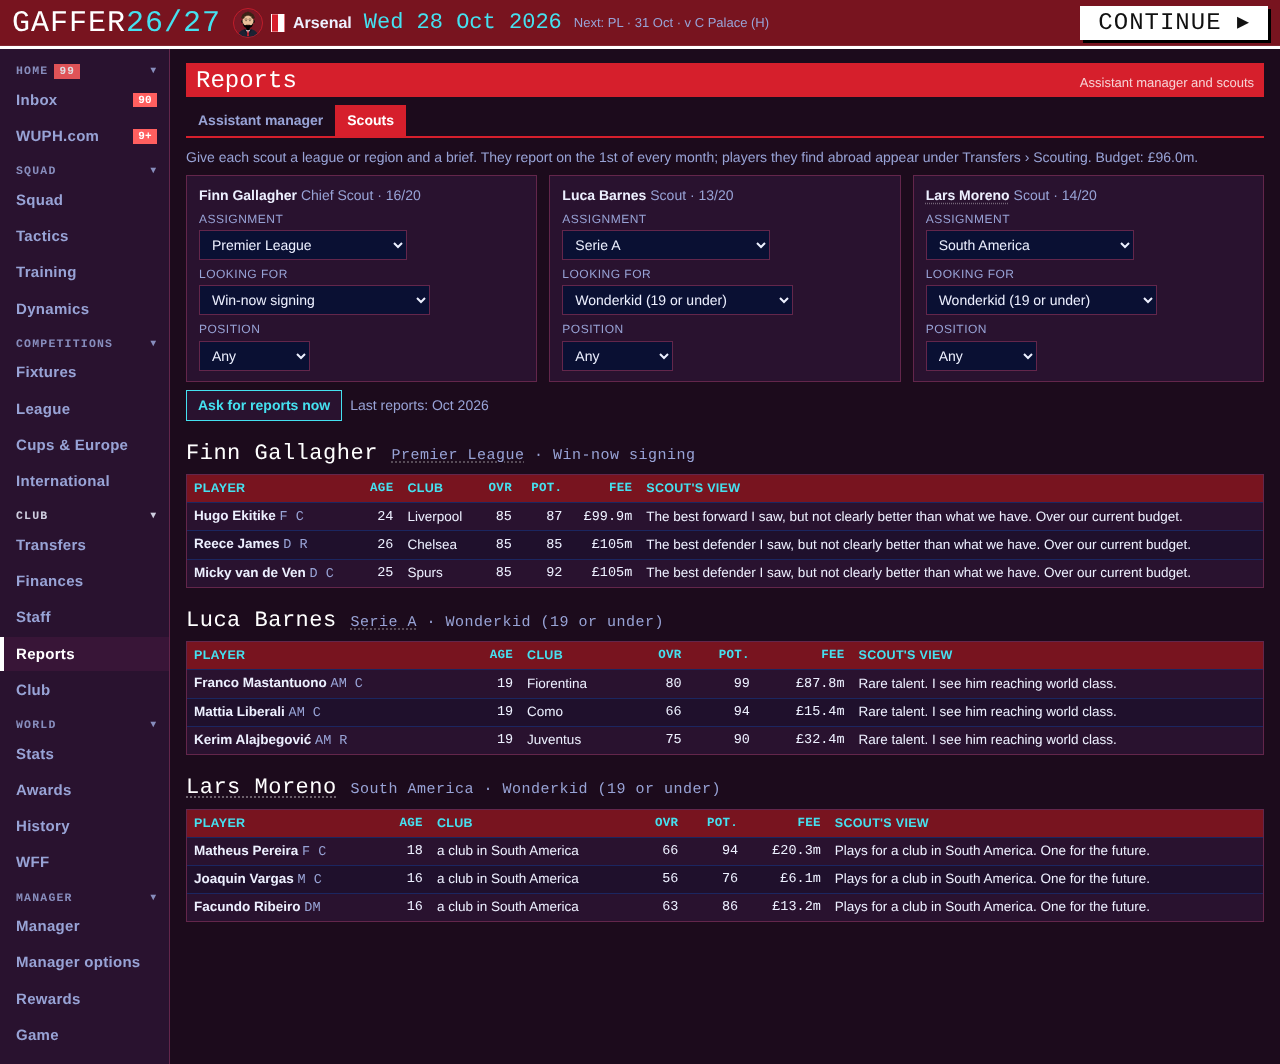 GAFFER26/27 Arsenal Wed 28 Oct 2026 Next: PL · 31 Oct · v C Palace (H) CONTINUE ►
HOME 99 ▼
Inbox 90
WUPH.com 9+
SQUAD ▼
Squad
Tactics
Training
Dynamics
COMPETITIONS ▼
Fixtures
League
Cups & Europe
International
CLUB ▼
Transfers
Finances
Staff
Reports
Club
WORLD ▼
Stats
Awards
History
WFF
MANAGER ▼
Manager
Manager options
Rewards
Game
Reports Assistant manager and scouts
Assistant manager Scouts
Give each scout a league or region and a brief. They report on the 1st of every month; players they find abroad appear under Transfers › Scouting. Budget: £96.0m.
Finn Gallagher Chief Scout · 16/20
ASSIGNMENT
Premier League
LOOKING FOR
Win-now signing
POSITION
Any
Luca Barnes Scout · 13/20
ASSIGNMENT
Serie A
LOOKING FOR
Wonderkid (19 or under)
POSITION
Any
Lars Moreno Scout · 14/20
ASSIGNMENT
South America
LOOKING FOR
Wonderkid (19 or under)
POSITION
Any
Ask for reports now Last reports: Oct 2026
Finn Gallagher Premier League · Win-now signing
PLAYER AGE CLUB OVR POT. FEE SCOUT'S VIEW
Hugo Ekitike F C 24 Liverpool 85 87 £99.9m The best forward I saw, but not clearly better than what we have. Over our current budget.
Reece James D R 26 Chelsea 85 85 £105m The best defender I saw, but not clearly better than what we have. Over our current budget.
Micky van de Ven D C 25 Spurs 85 92 £105m The best defender I saw, but not clearly better than what we have. Over our current budget.
Luca Barnes Serie A · Wonderkid (19 or under)
PLAYER AGE CLUB OVR POT. FEE SCOUT'S VIEW
Franco Mastantuono AM C 19 Fiorentina 80 99 £87.8m Rare talent. I see him reaching world class.
Mattia Liberali AM C 19 Como 66 94 £15.4m Rare talent. I see him reaching world class.
Kerim Alajbegović AM R 19 Juventus 75 90 £32.4m Rare talent. I see him reaching world class.
Lars Moreno South America · Wonderkid (19 or under)
PLAYER AGE CLUB OVR POT. FEE SCOUT'S VIEW
Matheus Pereira F C 18 a club in South America 66 94 £20.3m Plays for a club in South America. One for the future.
Joaquin Vargas M C 16 a club in South America 56 76 £6.1m Plays for a club in South America. One for the future.
Facundo Ribeiro DM 16 a club in South America 63 86 £13.2m Plays for a club in South America. One for the future.